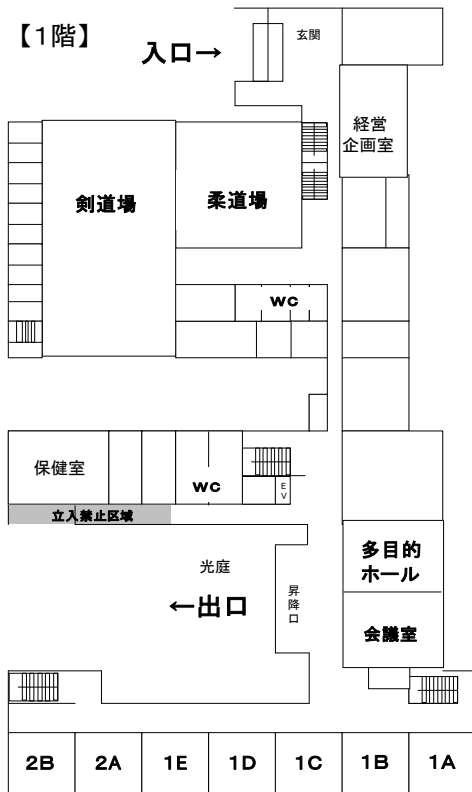 【1階】
入口→
玄関
経営
企画室
剣道場
柔道場
WC
保健室
WC
EV
立入禁止区域
光庭
←出口
昇降口
多目的
ホール
会議室
2B
2A
1E
1D
1C
1B
1A